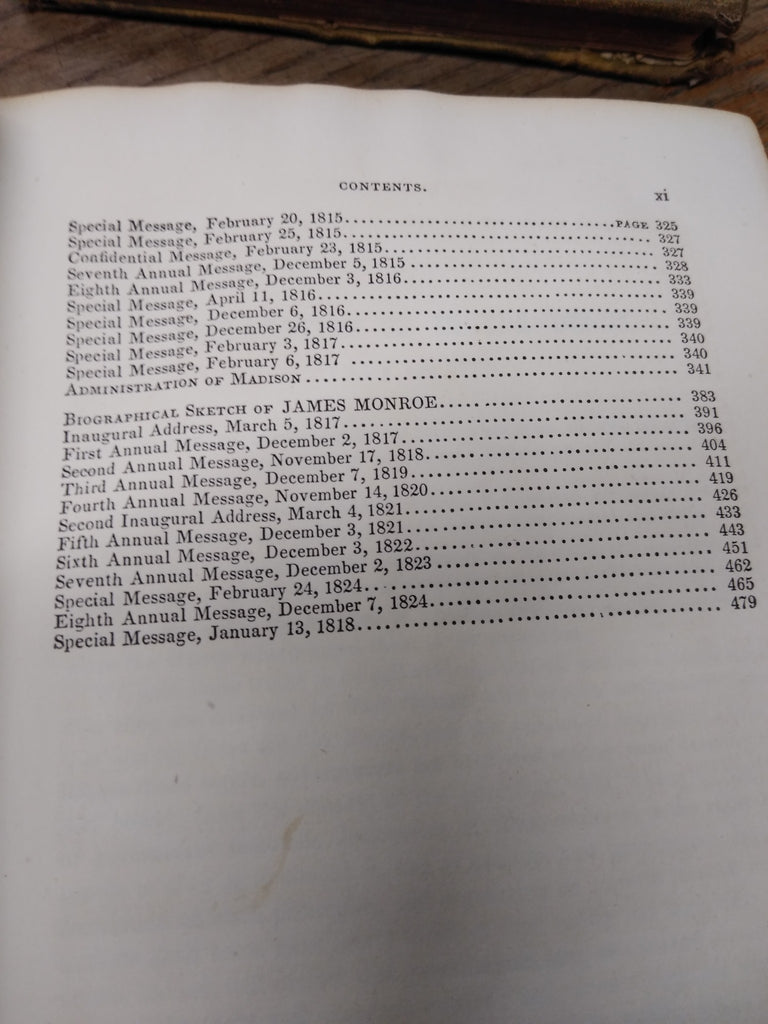 CONTENTS.
xi
Special Message, February 20, 1815 PAGE 325
Special Message, February 25, 1815 327
Confidential Message, February 23, 1815 327
Seventh Annual Message, December 5, 1815 328
Eighth Annual Message, December 3, 1816 333
Special Message, April 11, 1816 339
Special Message, December 6, 1816 339
Special Message, December 26, 1816 339
Special Message, February 3, 1817 340
Special Message, February 6, 1817 340
ADMINISTRATION OF MADISON 341
BIOGRAPHICAL SKETCH OF JAMES MONROE 383
Inaugural Address, March 5, 1817 391
First Annual Message, December 2, 1817 396
Second Annual Message, November 17, 1818 404
Third Annual Message, December 7, 1819 411
Fourth Annual Message, November 14, 1820 419
Second Inaugural Address, March 4, 1821 426
Fifth Annual Message, December 3, 1821 433
Sixth Annual Message, December 3, 1822 443
Seventh Annual Message, December 2, 1823 451
Special Message, February 24, 1824 462
Eighth Annual Message, December 7, 1824 465
Special Message, January 13, 1818 479